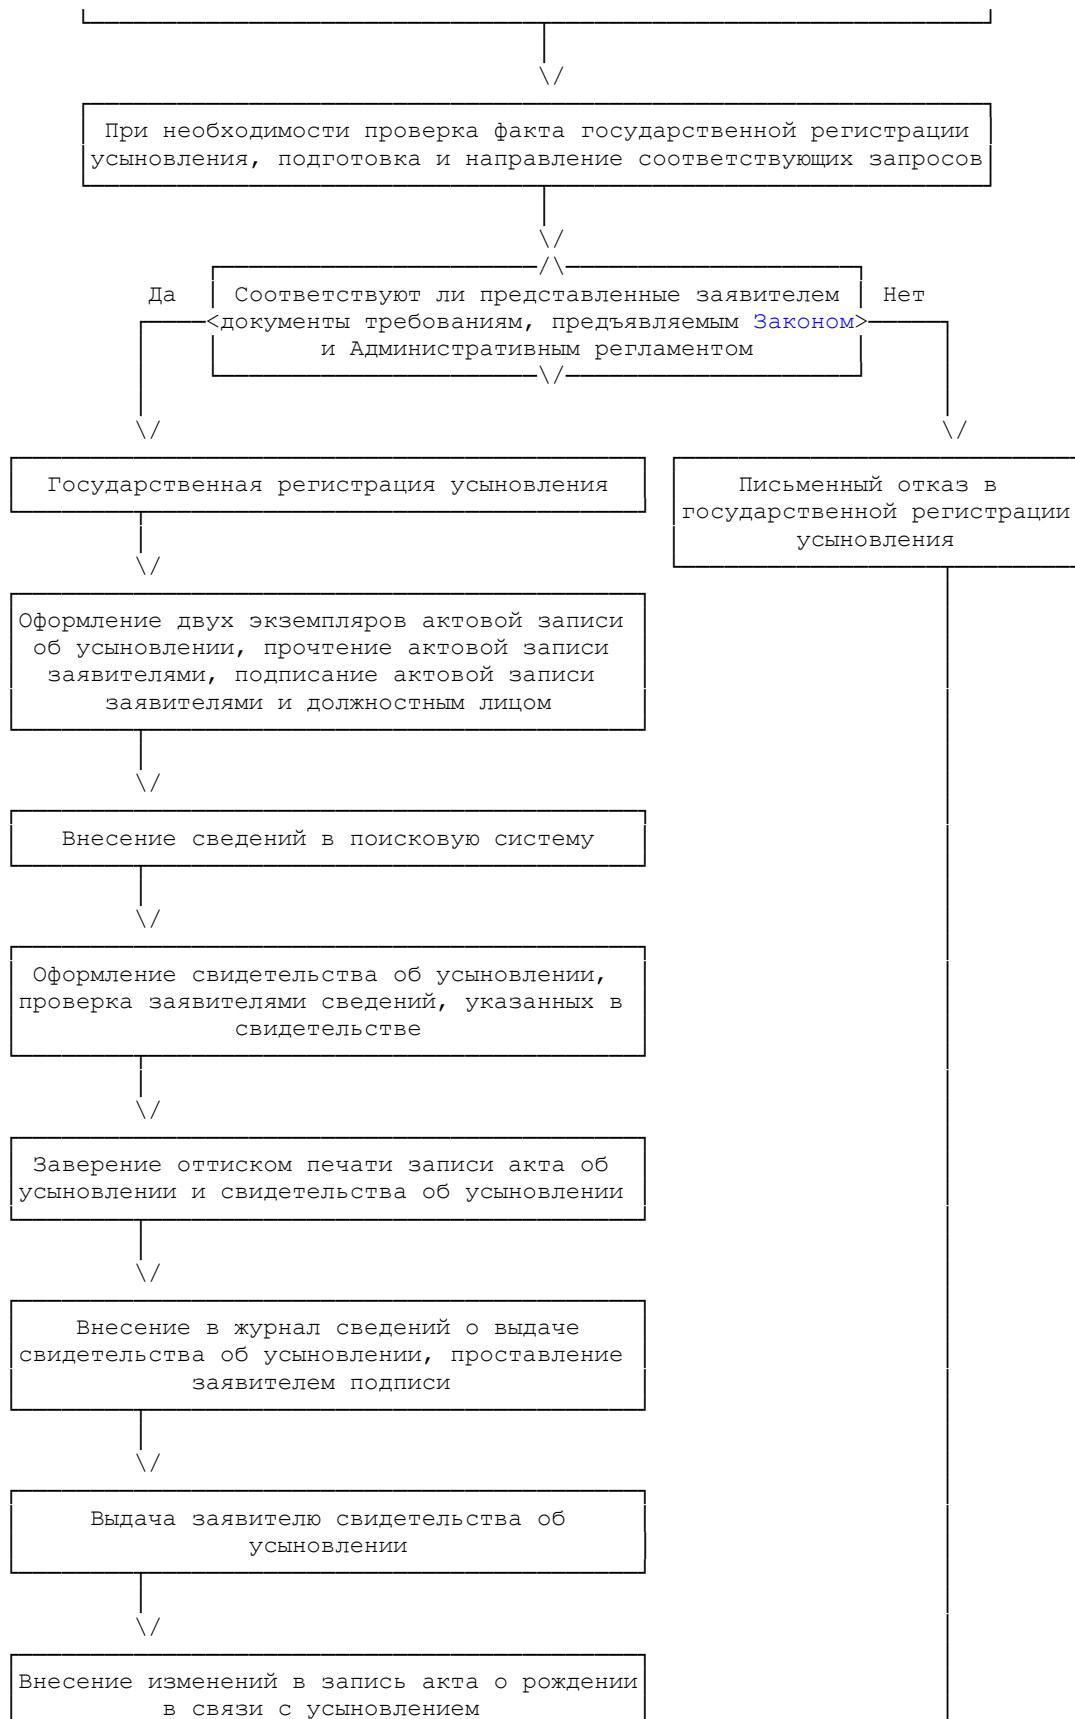 При необходимости проверка факта государственной регистрации
усыновления, подготовка и направление соответствующих запросов
Да
Соответствуют ли представленные заявителем
Нет
<документы требованиям, предъявляемым Законом>
и Административным регламентом
Государственная регистрация усыновления
Письменный отказ в
государственной регистрации
усыновления
Оформление двух экземпляров актовой записи
об усыновлении, прочтение актовой записи
заявителями, подписание актовой записи
заявителями и должностным лицом
Внесение сведений в поисковую систему
Оформление свидетельства об усыновлении,
проверка заявителями сведений, указанных в
свидетельстве
Заверение оттиском печати записи акта об
усыновлении и свидетельства об усыновлении
Внесение в журнал сведений о выдаче
свидетельства об усыновлении, проставление
заявителем подписи
Выдача заявителю свидетельства об
усыновлении
Внесение изменений в запись акта о рождении
в связи с усыновлением